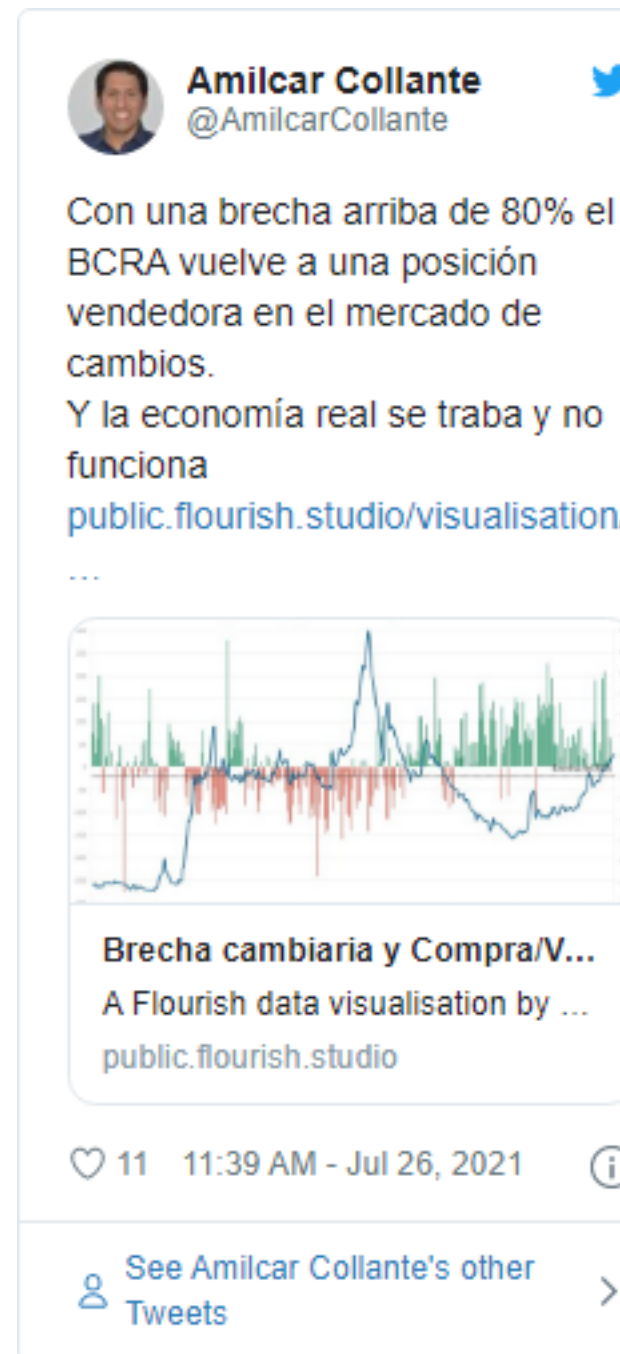 Amilcar Collante
@AmilcarCollante
Con una brecha arriba de 80% el
BCRA vuelve a una posición
vendedora en el mercado de
cambios.
Y la economía real se traba y no
funciona
public.flourish.studio/visualisation/
...
Brecha cambiaria y Compra/V...
A Flourish data visualisation by ...
public.flourish.studio
11 11:39 AM - Jul 26, 2021
See Amilcar Collante's other
Tweets